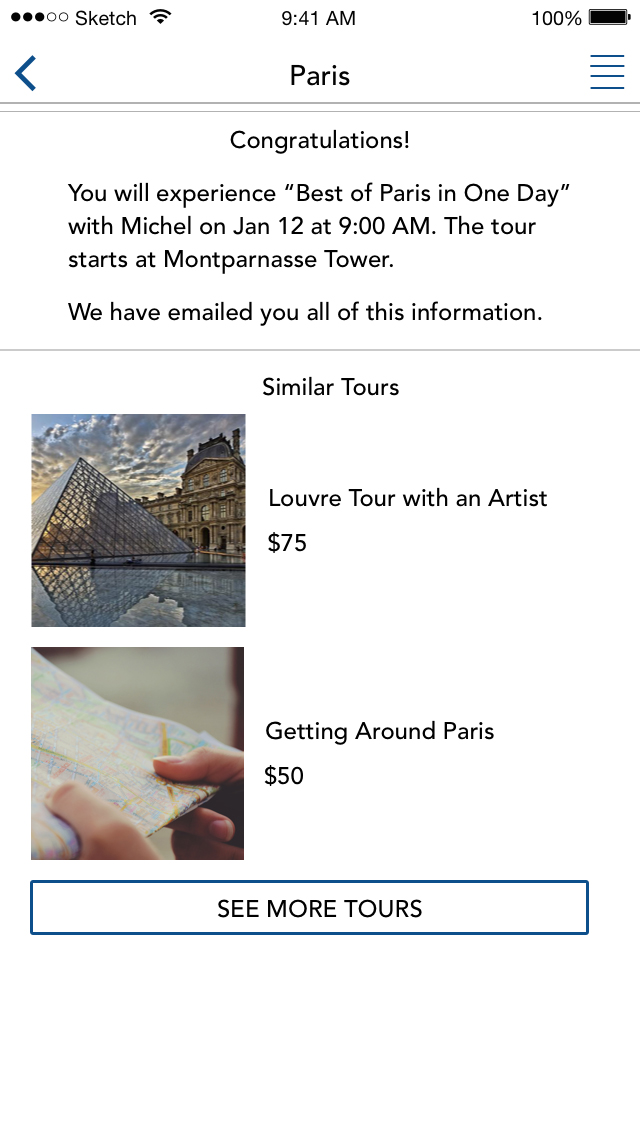 ●●●○○ Sketch 9:41 AM 100%
Paris
Congratulations!
You will experience “Best of Paris in One Day”
with Michel on Jan 12 at 9:00 AM. The tour
starts at Montparnasse Tower.
We have emailed you all of this information.
Similar Tours
Louvre Tour with an Artist
$75
Getting Around Paris
$50
SEE MORE TOURS